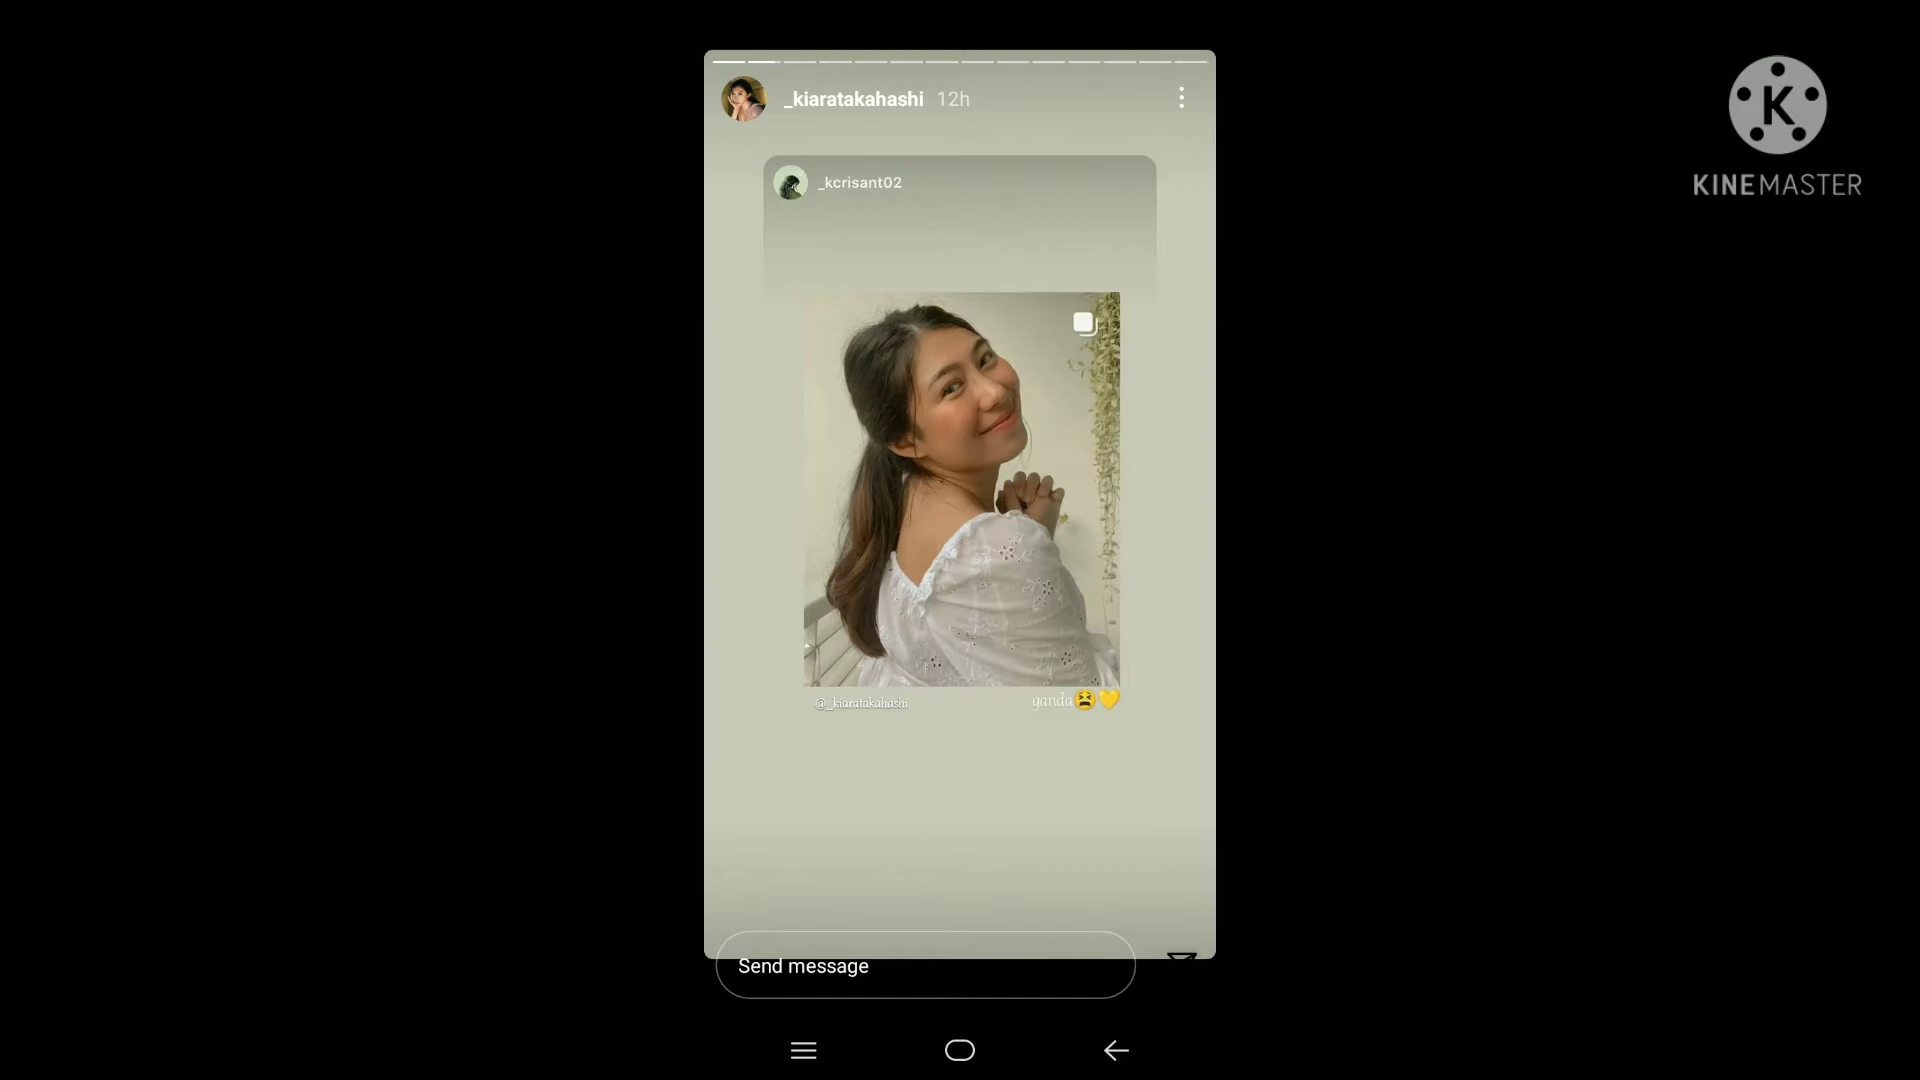 _kiaratakahashi 12h
KINEMASTER
_kcrisant02
@_kiaratakahashi ganda😫💛
Send message